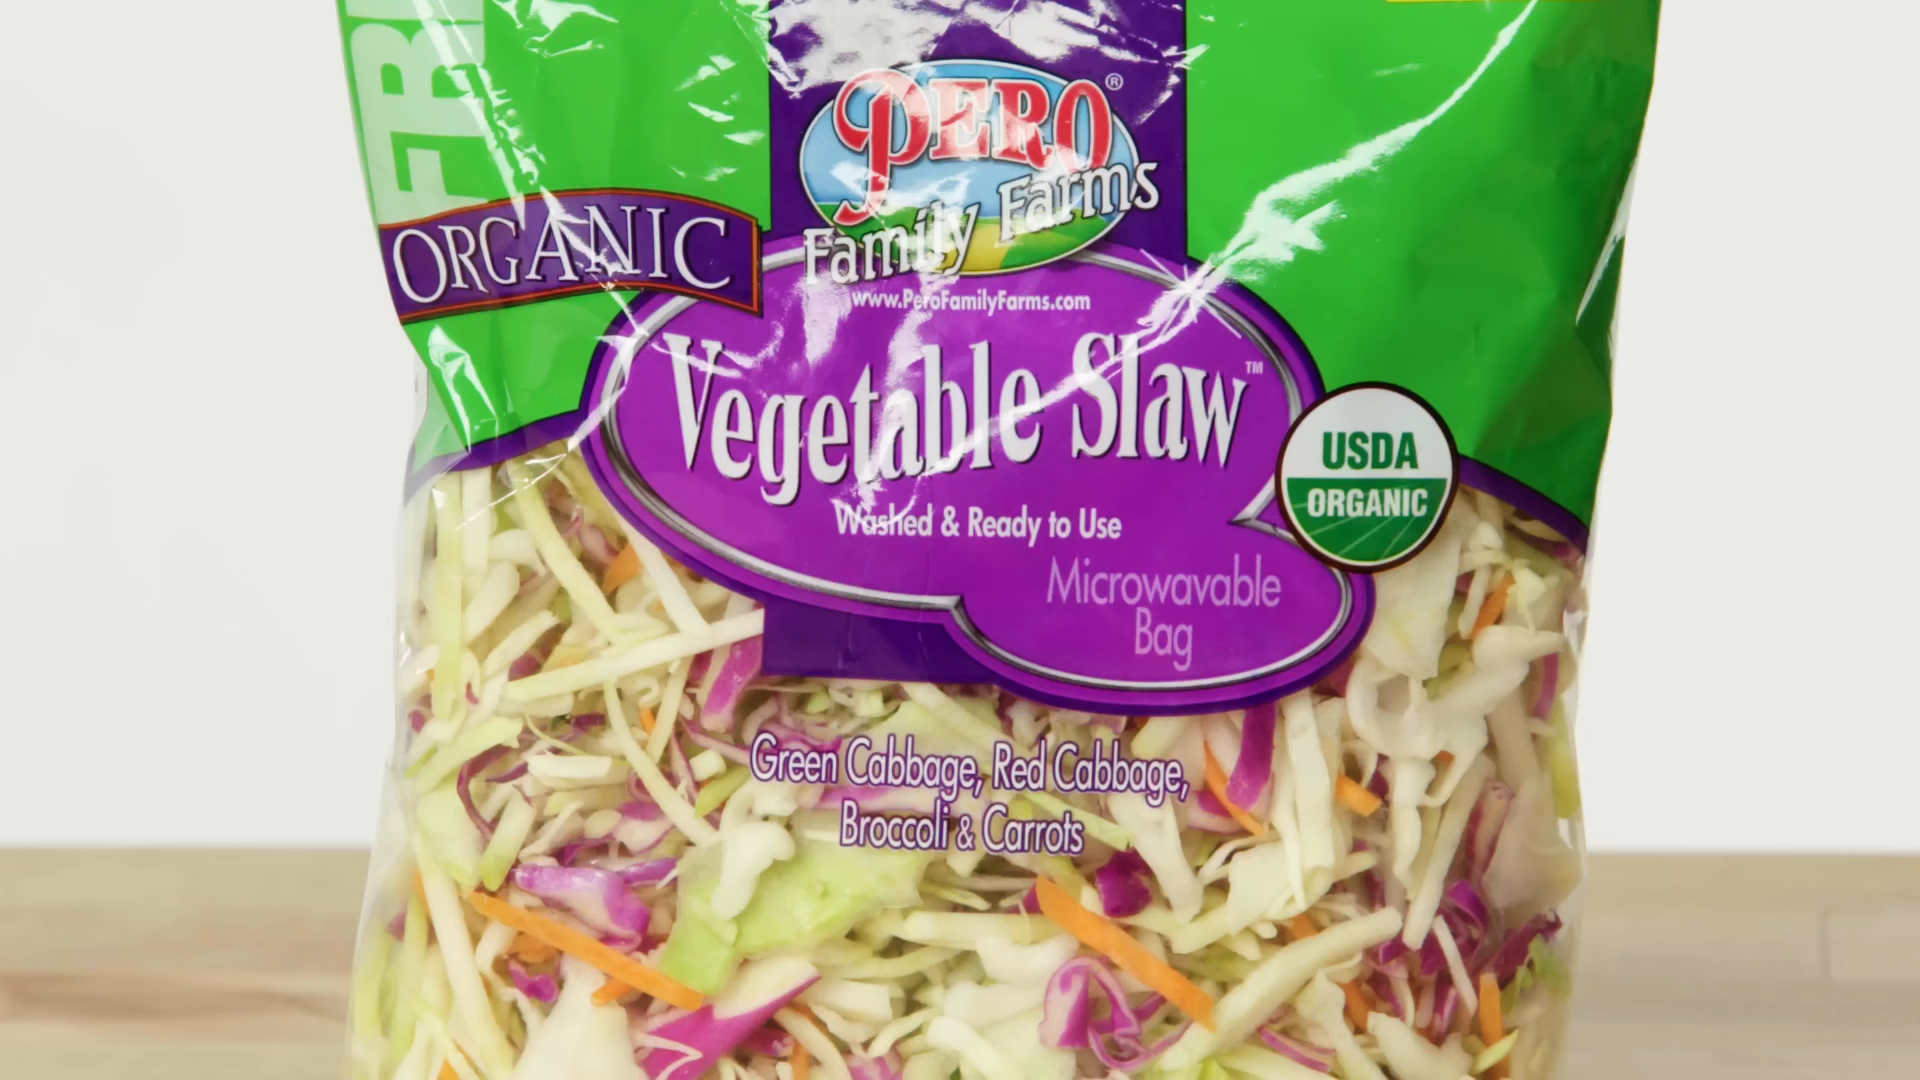 ORGANIC
PERO®
Family Farms
www.PeroFamilyFarms.com
Vegetable Slaw™
Washed & Ready to Use
Microwavable
Bag
USDA
ORGANIC
Green Cabbage, Red Cabbage,
Broccoli & Carrots